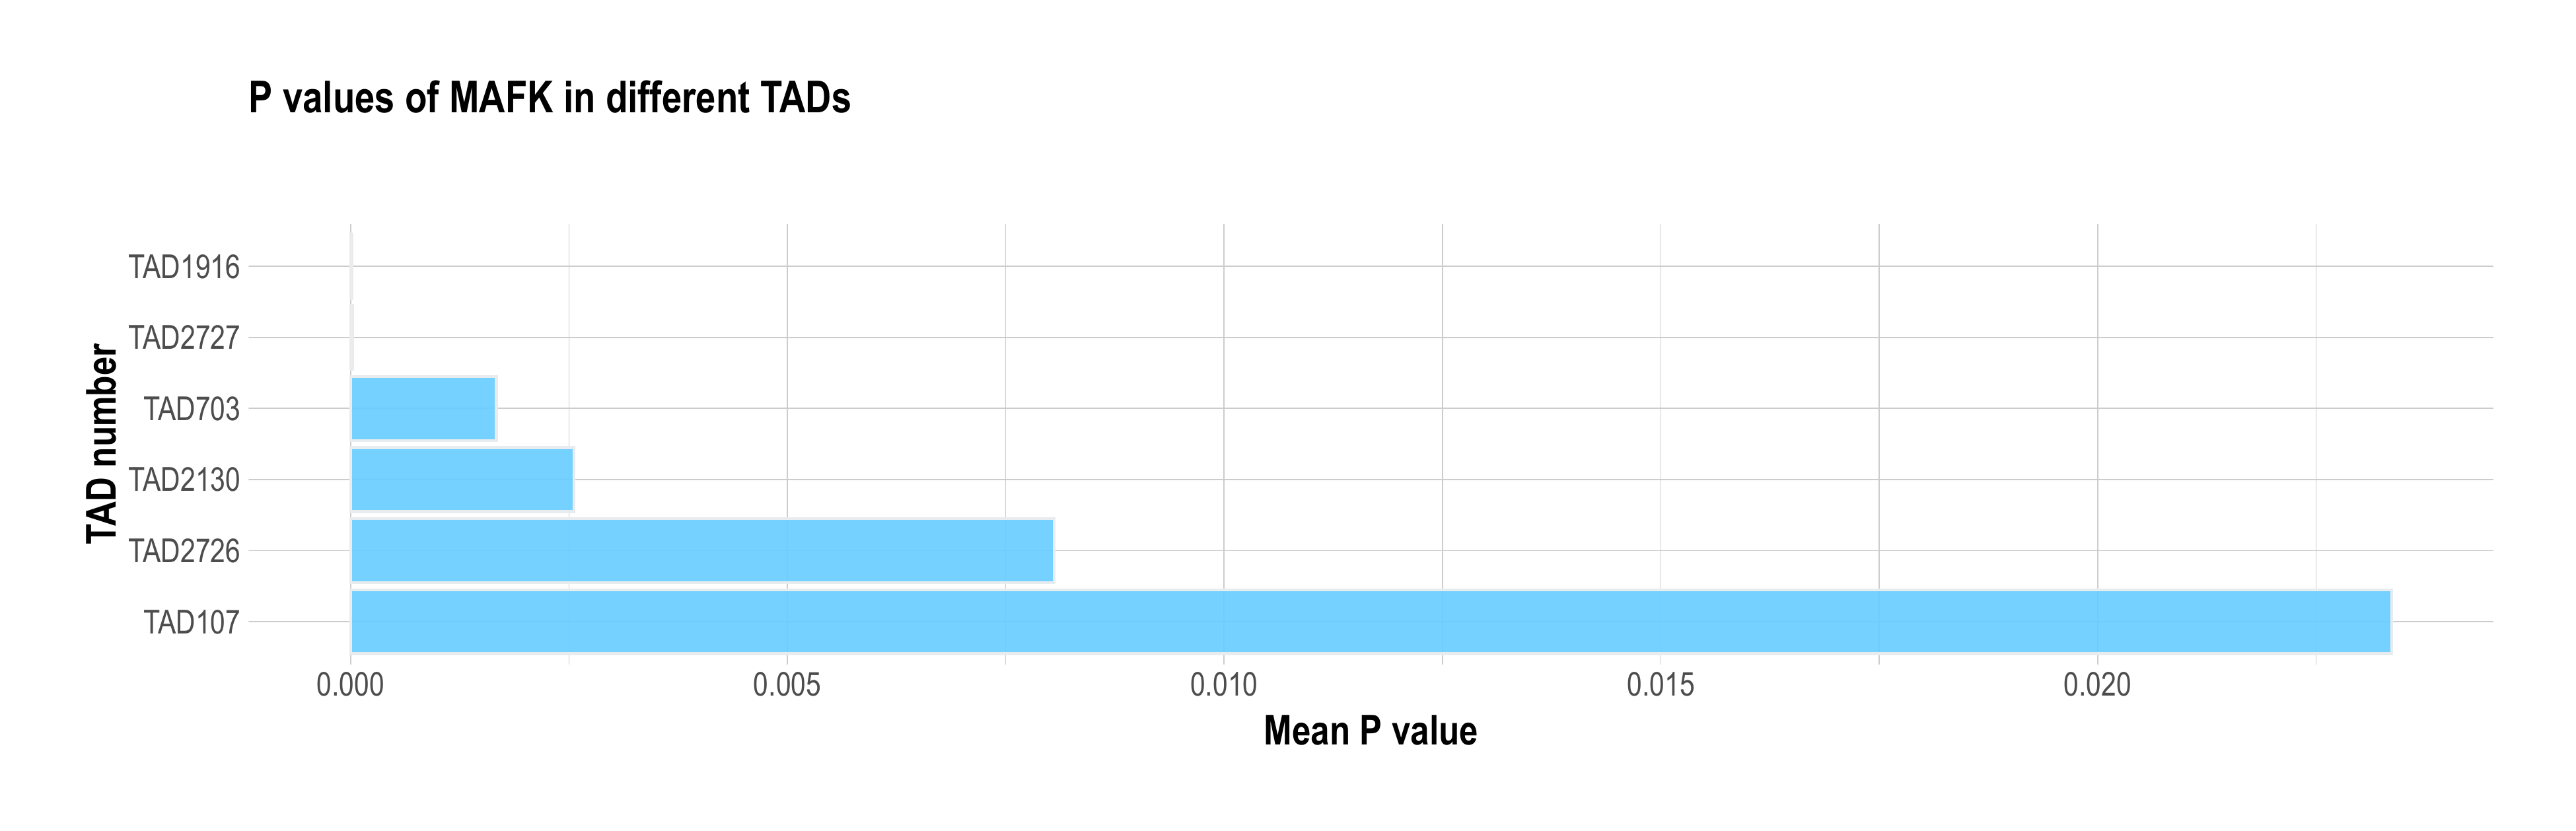 P values of MAFK in different TADs
TAD number
TAD1916
TAD2727
TAD703
TAD2130
TAD2726
TAD107
0.000 0.005 0.010 0.015 0.020
Mean P value